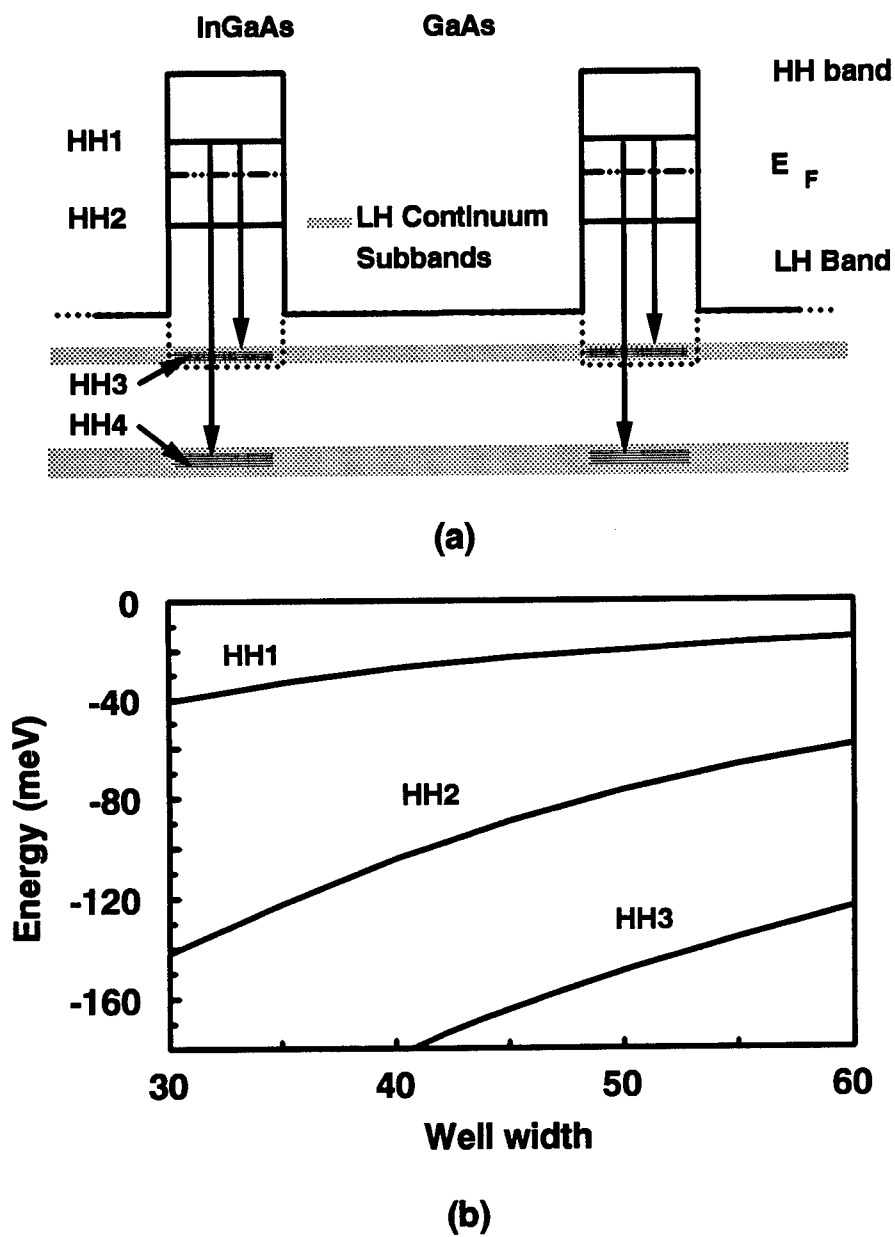 InGaAs GaAs
HH band
HH1
E F
HH2
LH Continuum
Subbands
LH Band
HH3
HH4
(a)
0
-40
-80
-120
-160
Energy (meV)
HH1
HH2
HH3
30 40 50 60
Well width
(b)